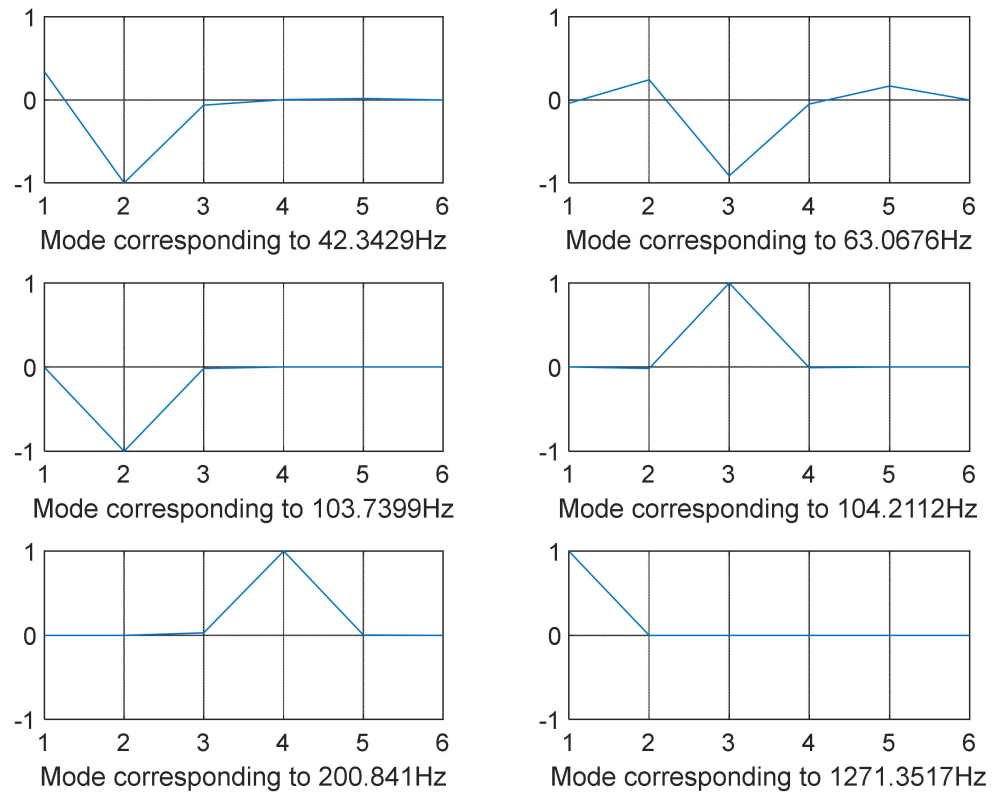 1
0
-1
1 2 3 4 5 6
Mode corresponding to 42.3429Hz
1
0
-1
1 2 3 4 5 6
Mode corresponding to 63.0676Hz
1
0
-1
1 2 3 4 5 6
Mode corresponding to 103.7399Hz
1
0
-1
1 2 3 4 5 6
Mode corresponding to 104.2112Hz
1
0
-1
1 2 3 4 5 6
Mode corresponding to 200.841Hz
1
0
-1
1 2 3 4 5 6
Mode corresponding to 1271.3517Hz